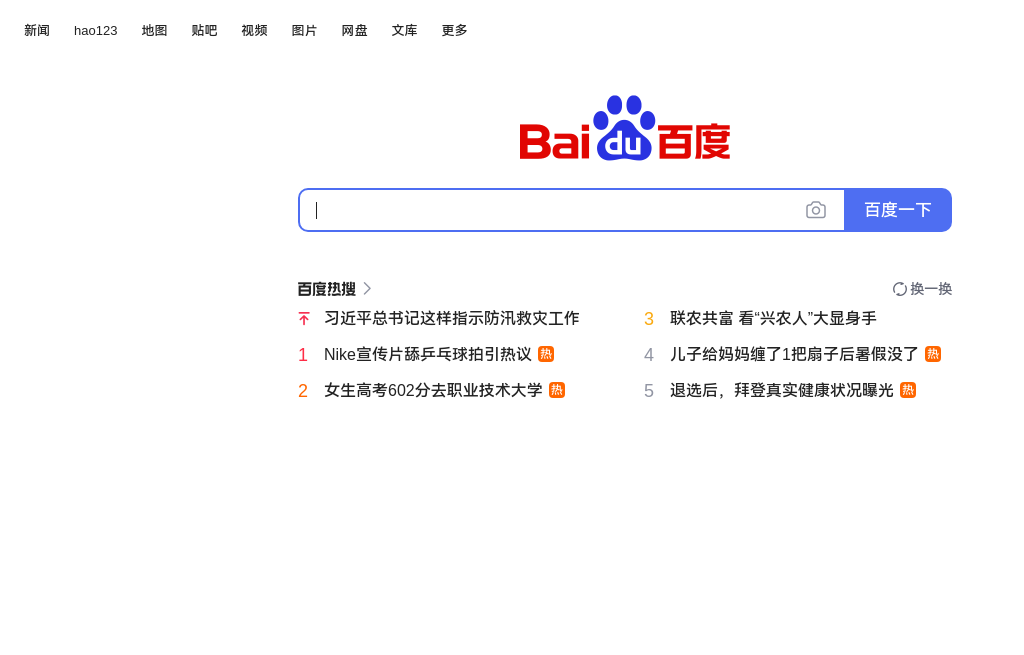 新闻 hao123 地图 贴吧 视频 图片 网盘 文库 更多
Bai du 百度
百度一下
百度热搜 换一换
习近平总书记这样指示防汛救灾工作
1 Nike宣传片舔乒乓球拍引热议 热
2 女生高考602分去职业技术大学 热
3 联农共富 看“兴农人”大显身手
4 儿子给妈妈缠了1把扇子后暑假没了 热
5 退选后，拜登真实健康状况曝光 热